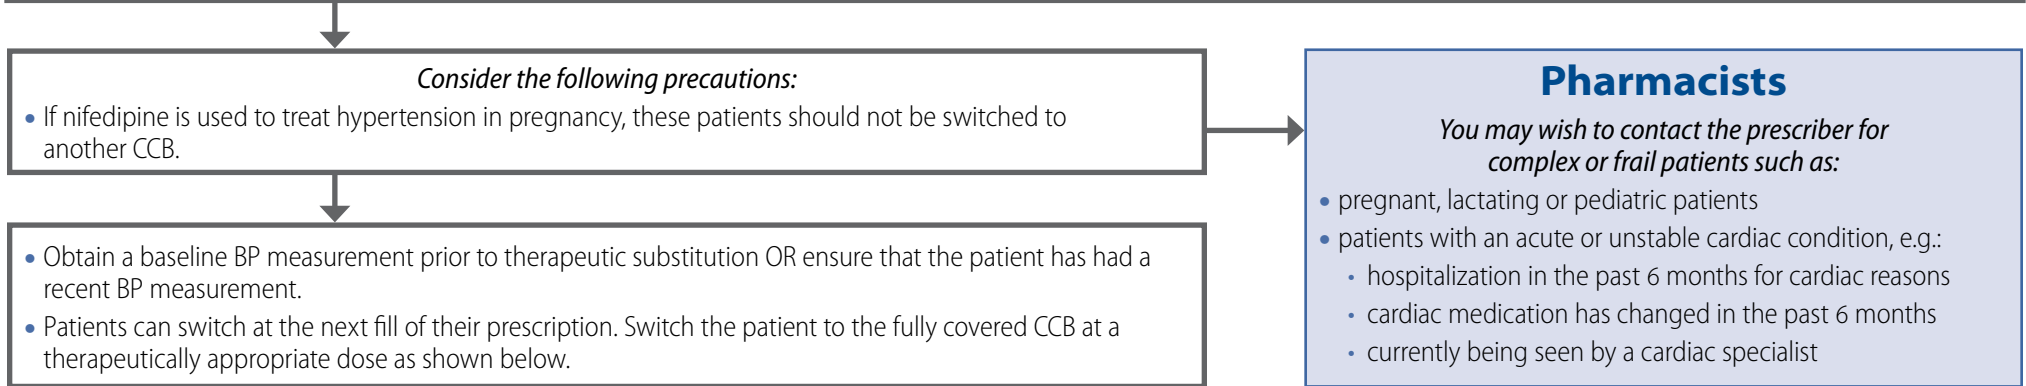 Consider the following precautions:
• If nifedipine is used to treat hypertension in pregnancy, these patients should not be switched to
another CCB.
• Obtain a baseline BP measurement prior to therapeutic substitution OR ensure that the patient has had a
recent BP measurement.
• Patients can switch at the next fill of their prescription. Switch the patient to the fully covered CCB at a
therapeutically appropriate dose as shown below.
Pharmacists
You may wish to contact the prescriber for
complex or frail patients such as:
• pregnant, lactating or pediatric patients
• patients with an acute or unstable cardiac condition, e.g.:
• hospitalization in the past 6 months for cardiac reasons
• cardiac medication has changed in the past 6 months
• currently being seen by a cardiac specialist